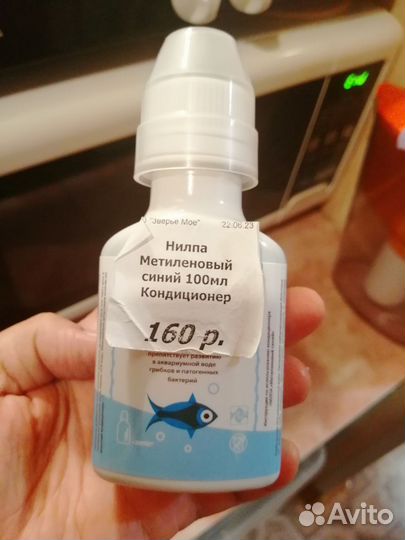 "Зверье Мое" 22.06.23
Нилпа
Метиленовый
синий 100мл
Кондиционер
160 р.
препятствует развитию
в аквариумной воде
грибков и патогенных
бактерий
Avito